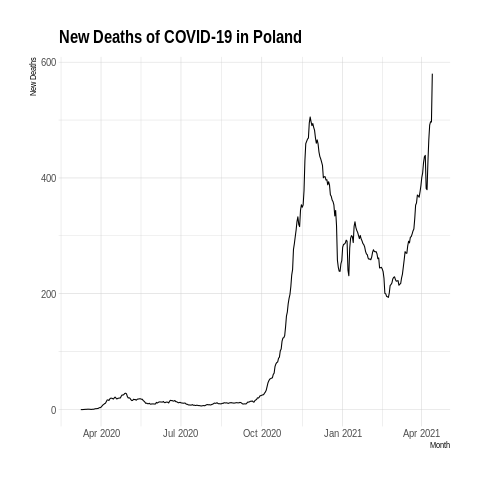 New Deaths of COVID-19 in Poland
New Deaths
600
400
200
0
Apr 2020 Jul 2020 Oct 2020 Jan 2021 Apr 2021
Month